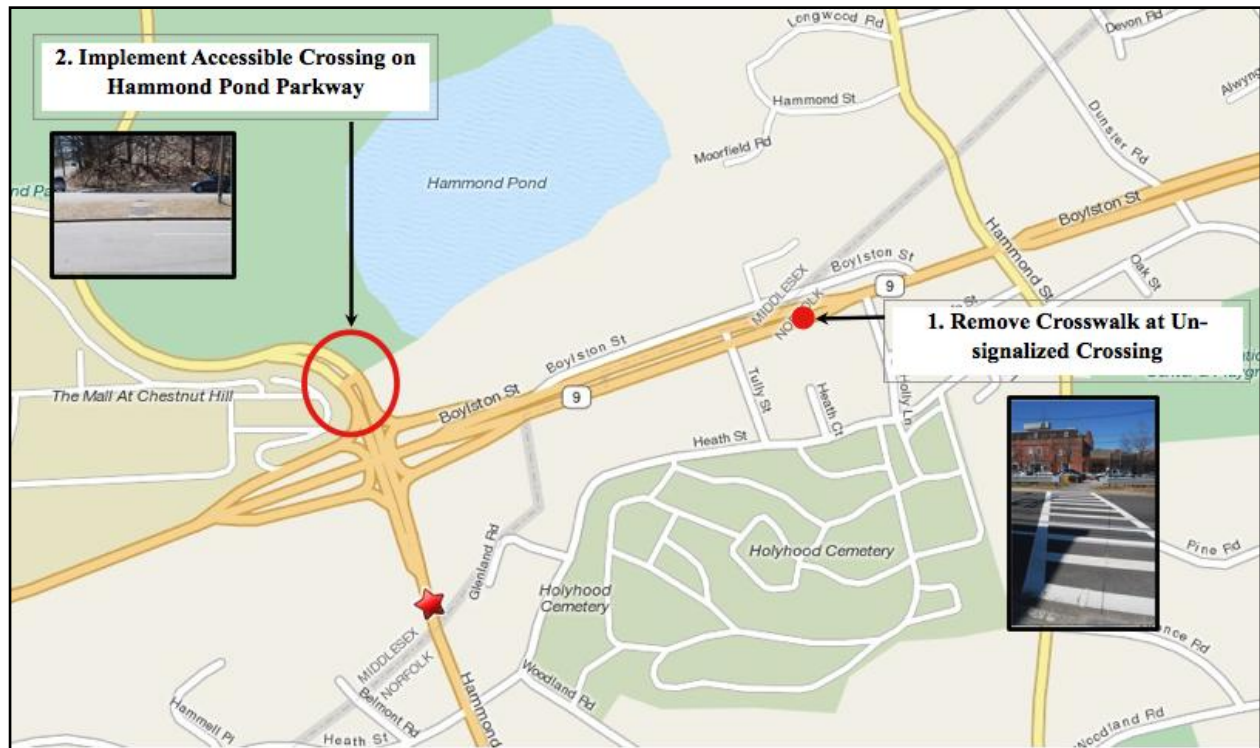 Longwood Rd
Devon Rd
2. Implement Accessible Crossing on
Hammond Pond Parkway
Hammond St
Dunster Rd
Moorfield Rd
Hammond Pond
Boylston St
Hammond St
Boylston St
MIDDLESEX
NORFOLK
9
Oak St
1. Remove Crosswalk at Un-
signalized Crossing
Boylston St
The Mall At Chestnut Hill
Boylston St
9
Tully St
Heath Ct
Holly Ln
Heath St
Glenland Rd
Holyhood Cemetery
Pine Rd
Holyhood
Cemetery
MIDDLESEX
NORFOLK
Woodland Rd
Belmont Rd
Hammond
Hammell Pl
Heath St
Woodland Rd